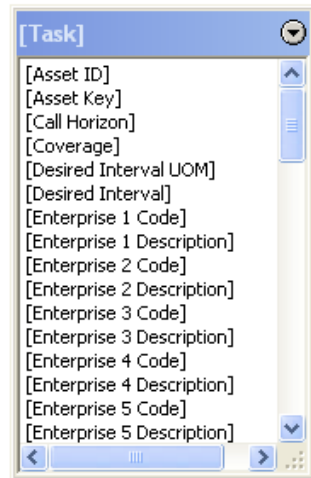 [Task]
[Asset ID]
[Asset Key]
[Call Horizon]
[Coverage]
[Desired Interval UOM]
[Desired Interval]
[Enterprise 1 Code]
[Enterprise 1 Description]
[Enterprise 2 Code]
[Enterprise 2 Description]
[Enterprise 3 Code]
[Enterprise 3 Description]
[Enterprise 4 Code]
[Enterprise 4 Description]
[Enterprise 5 Code]
[Enterprise 5 Description]